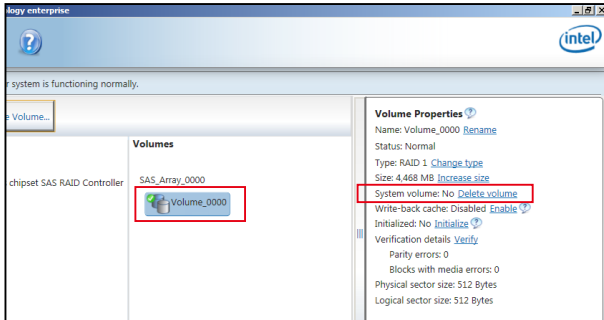 ology enterprise
intel
r system is functioning normally.
e Volume...
Volumes
chipset SAS RAID Controller
SAS_Array_0000
Volume_0000
Volume Properties
Name: Volume_0000 Rename
Status: Normal
Type: RAID 1 Change type
Size: 4,468 MB Increase size
System volume: No Delete volume
Write-back cache: Disabled Enable
Initialized: No Initialize
Verification details Verify
Parity errors: 0
Blocks with media errors: 0
Physical sector size: 512 Bytes
Logical sector size: 512 Bytes